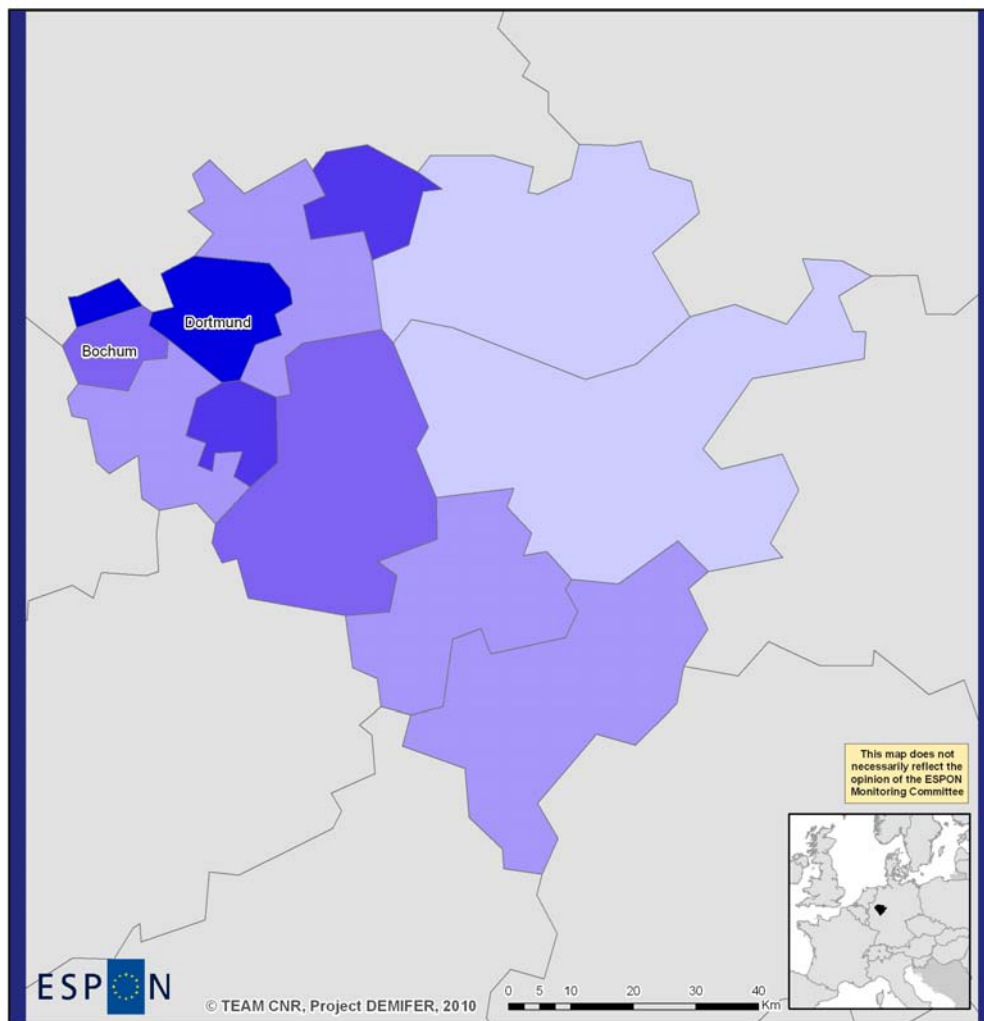 Dortmund
Bochum
This map does not
necessarily reflect the
opinion of the ESPON
Monitoring Committee
ESPON
© TEAM CNR, Project DEMIFER, 2010
0 5 10 20 30 40
Km